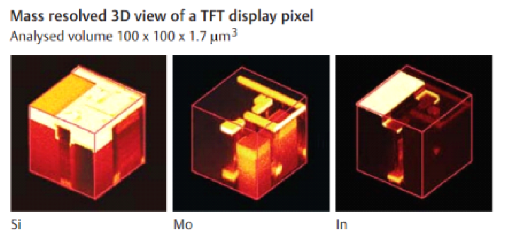 Mass resolved 3D view of a TFT display pixel
Analysed volume 100 x 100 x 1.7 µm³
Si
Mo
In